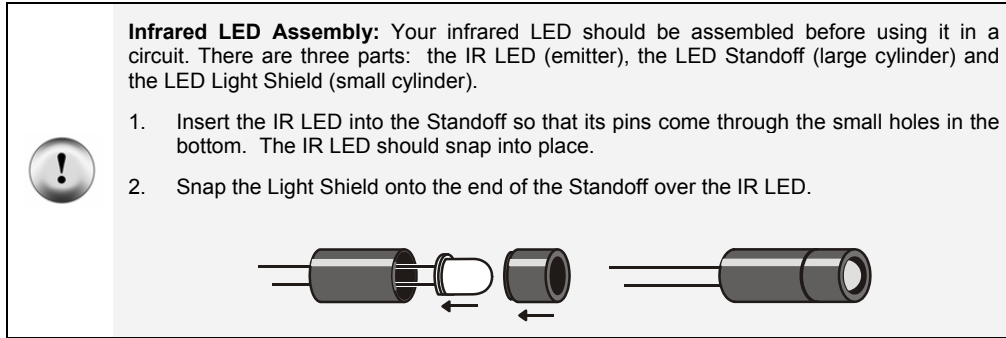 Infrared LED Assembly: Your infrared LED should be assembled before using it in a
circuit. There are three parts: the IR LED (emitter), the LED Standoff (large cylinder) and
the LED Light Shield (small cylinder).
1. Insert the IR LED into the Standoff so that its pins come through the small holes in the
bottom. The IR LED should snap into place.
2. Snap the Light Shield onto the end of the Standoff over the IR LED.
!